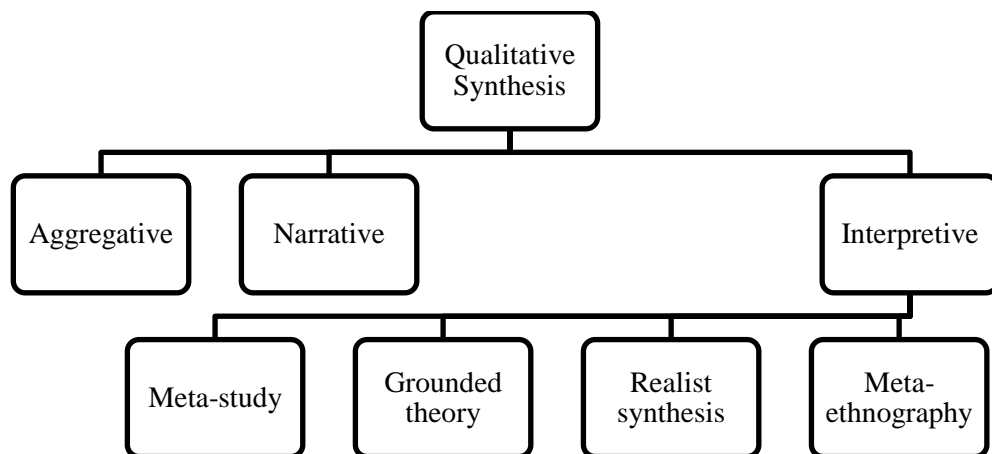 Qualitative
Synthesis
Aggregative
Narrative
Interpretive
Meta-study
Grounded
theory
Realist
synthesis
Meta-
ethnography